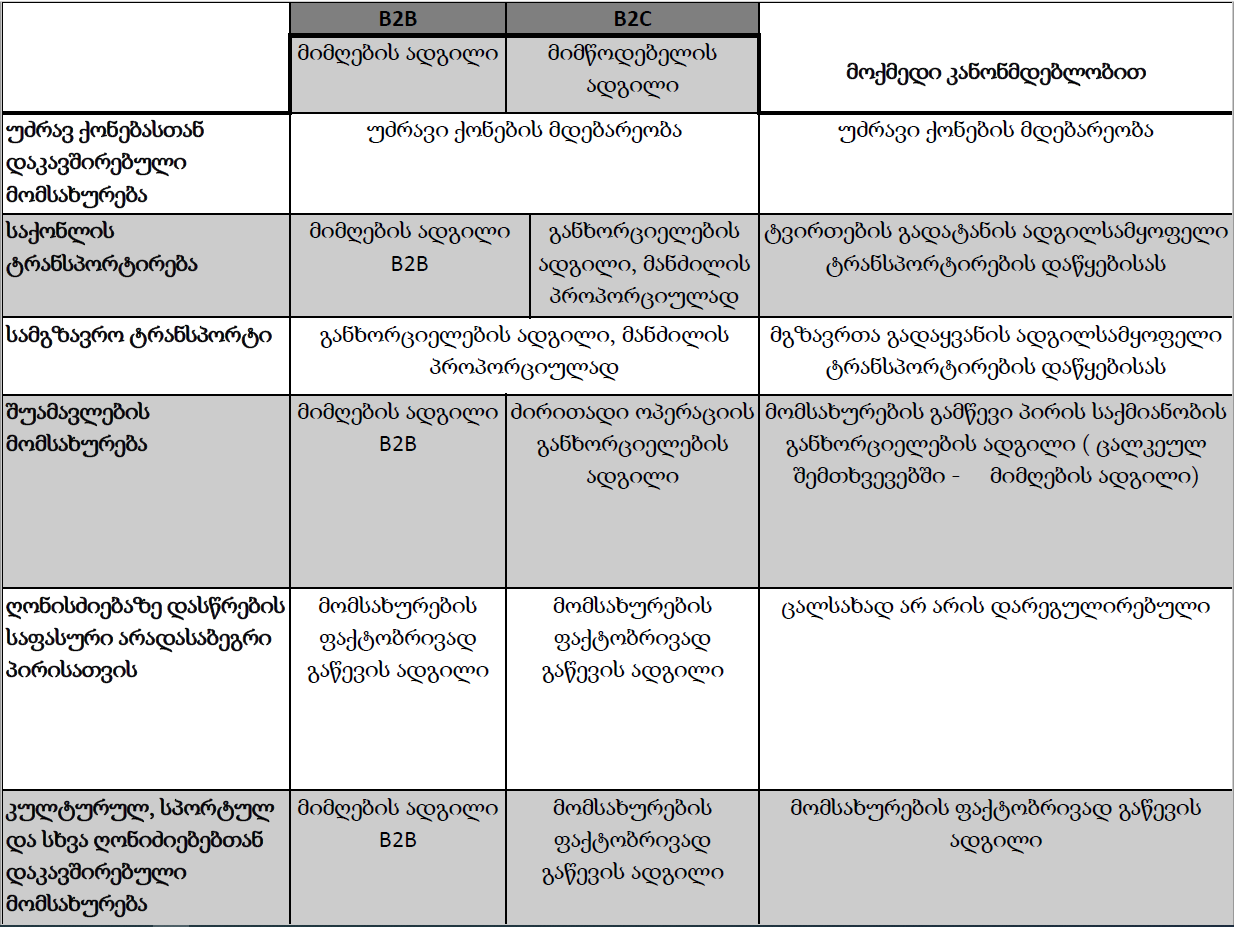 B2B
B2C
მიმღების ადგილი
მიმწოდებელის
ადგილი
მოქმედი კანონმდებლობით
უძრავ ქონებასთან
დაკავშირებული
მომსახურება
უძრავი ქონების მდებარეობა
უძრავი ქონების მდებარეობა
საქონლის
ტრანსპორტირება
მიმღების ადგილი
B2B
განხორციელების
ადგილი, მანძილის
პროპორციულად
ტვირთების გადატანის ადგილსამყოფელი
ტრანსპორტირების დაწყებისას
სამგზავრო ტრანსპორტი
განხორციელების ადგილი, მანძილის
პროპორციულად
მგზავრთა გადაყვანის ადგილსამყოფელი
ტრანსპორტირების დაწყებისას
შუამავლების
მომსახურება
მიმღების ადგილი
B2B
ძირითადი ოპერაციის
განხორციელების
ადგილი
მომსახურების გამწევი პირის საქმიანობის
განხორციელების ადგილი ( ცალკეულ
შემთხვევებში - მიმღების ადგილი)
ღონისძიებაზე დასწრების
საფასური არადასაბეგრი
პირისათვის
მომსახურების
ფაქტობრივად
გაწევის ადგილი
მომსახურების
ფაქტობრივად
გაწევის ადგილი
ცალსახად არ არის დარეგულირებული
კულტურულ, სპორტულ
და სხვა ღონიძიებებთან
დაკავშირებული
მომსახურება
მიმღების ადგილი
B2B
მომსახურების
ფაქტობრივად
გაწევის ადგილი
მომსახურების ფაქტობრივად გაწევის
ადგილი